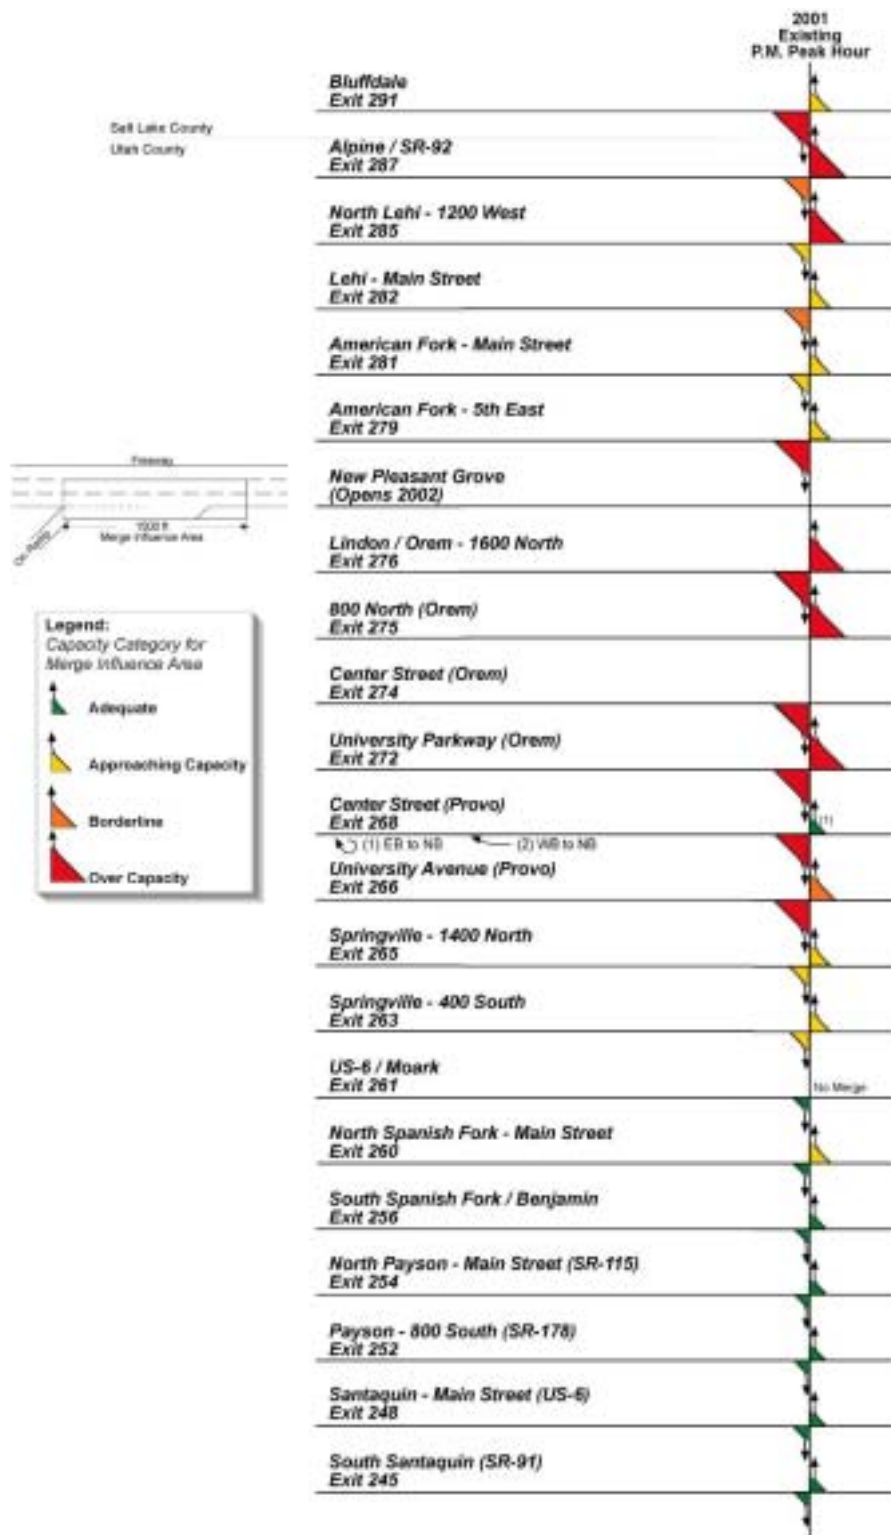 2001
Existing
P.M. Peak Hour
Bluffdale
Exit 291
Salt Lake County
Utah County
Alpine / SR-92
Exit 287
North Lehi - 1200 West
Exit 285
Lehi - Main Street
Exit 282
American Fork - Main Street
Exit 281
American Fork - 5th East
Exit 279
Freeway
1500 ft
Merge Influence Area
On-Ramp
New Pleasant Grove
(Opens 2002)
Lindon / Orem - 1600 North
Exit 276
800 North (Orem)
Exit 275
Legend:
Capacity Category for
Merge Influence Area
Adequate
Approaching Capacity
Borderline
Over Capacity
Center Street (Orem)
Exit 274
University Parkway (Orem)
Exit 272
Center Street (Provo)
Exit 268
(1)
(1) EB to NB (2) WB to NB
University Avenue (Provo)
Exit 266
Springville - 1400 North
Exit 265
Springville - 400 South
Exit 263
US-6 / Moark
Exit 261
No Merge
North Spanish Fork - Main Street
Exit 260
South Spanish Fork / Benjamin
Exit 256
North Payson - Main Street (SR-115)
Exit 254
Payson - 800 South (SR-178)
Exit 252
Santaquin - Main Street (US-6)
Exit 248
South Santaquin (SR-91)
Exit 245